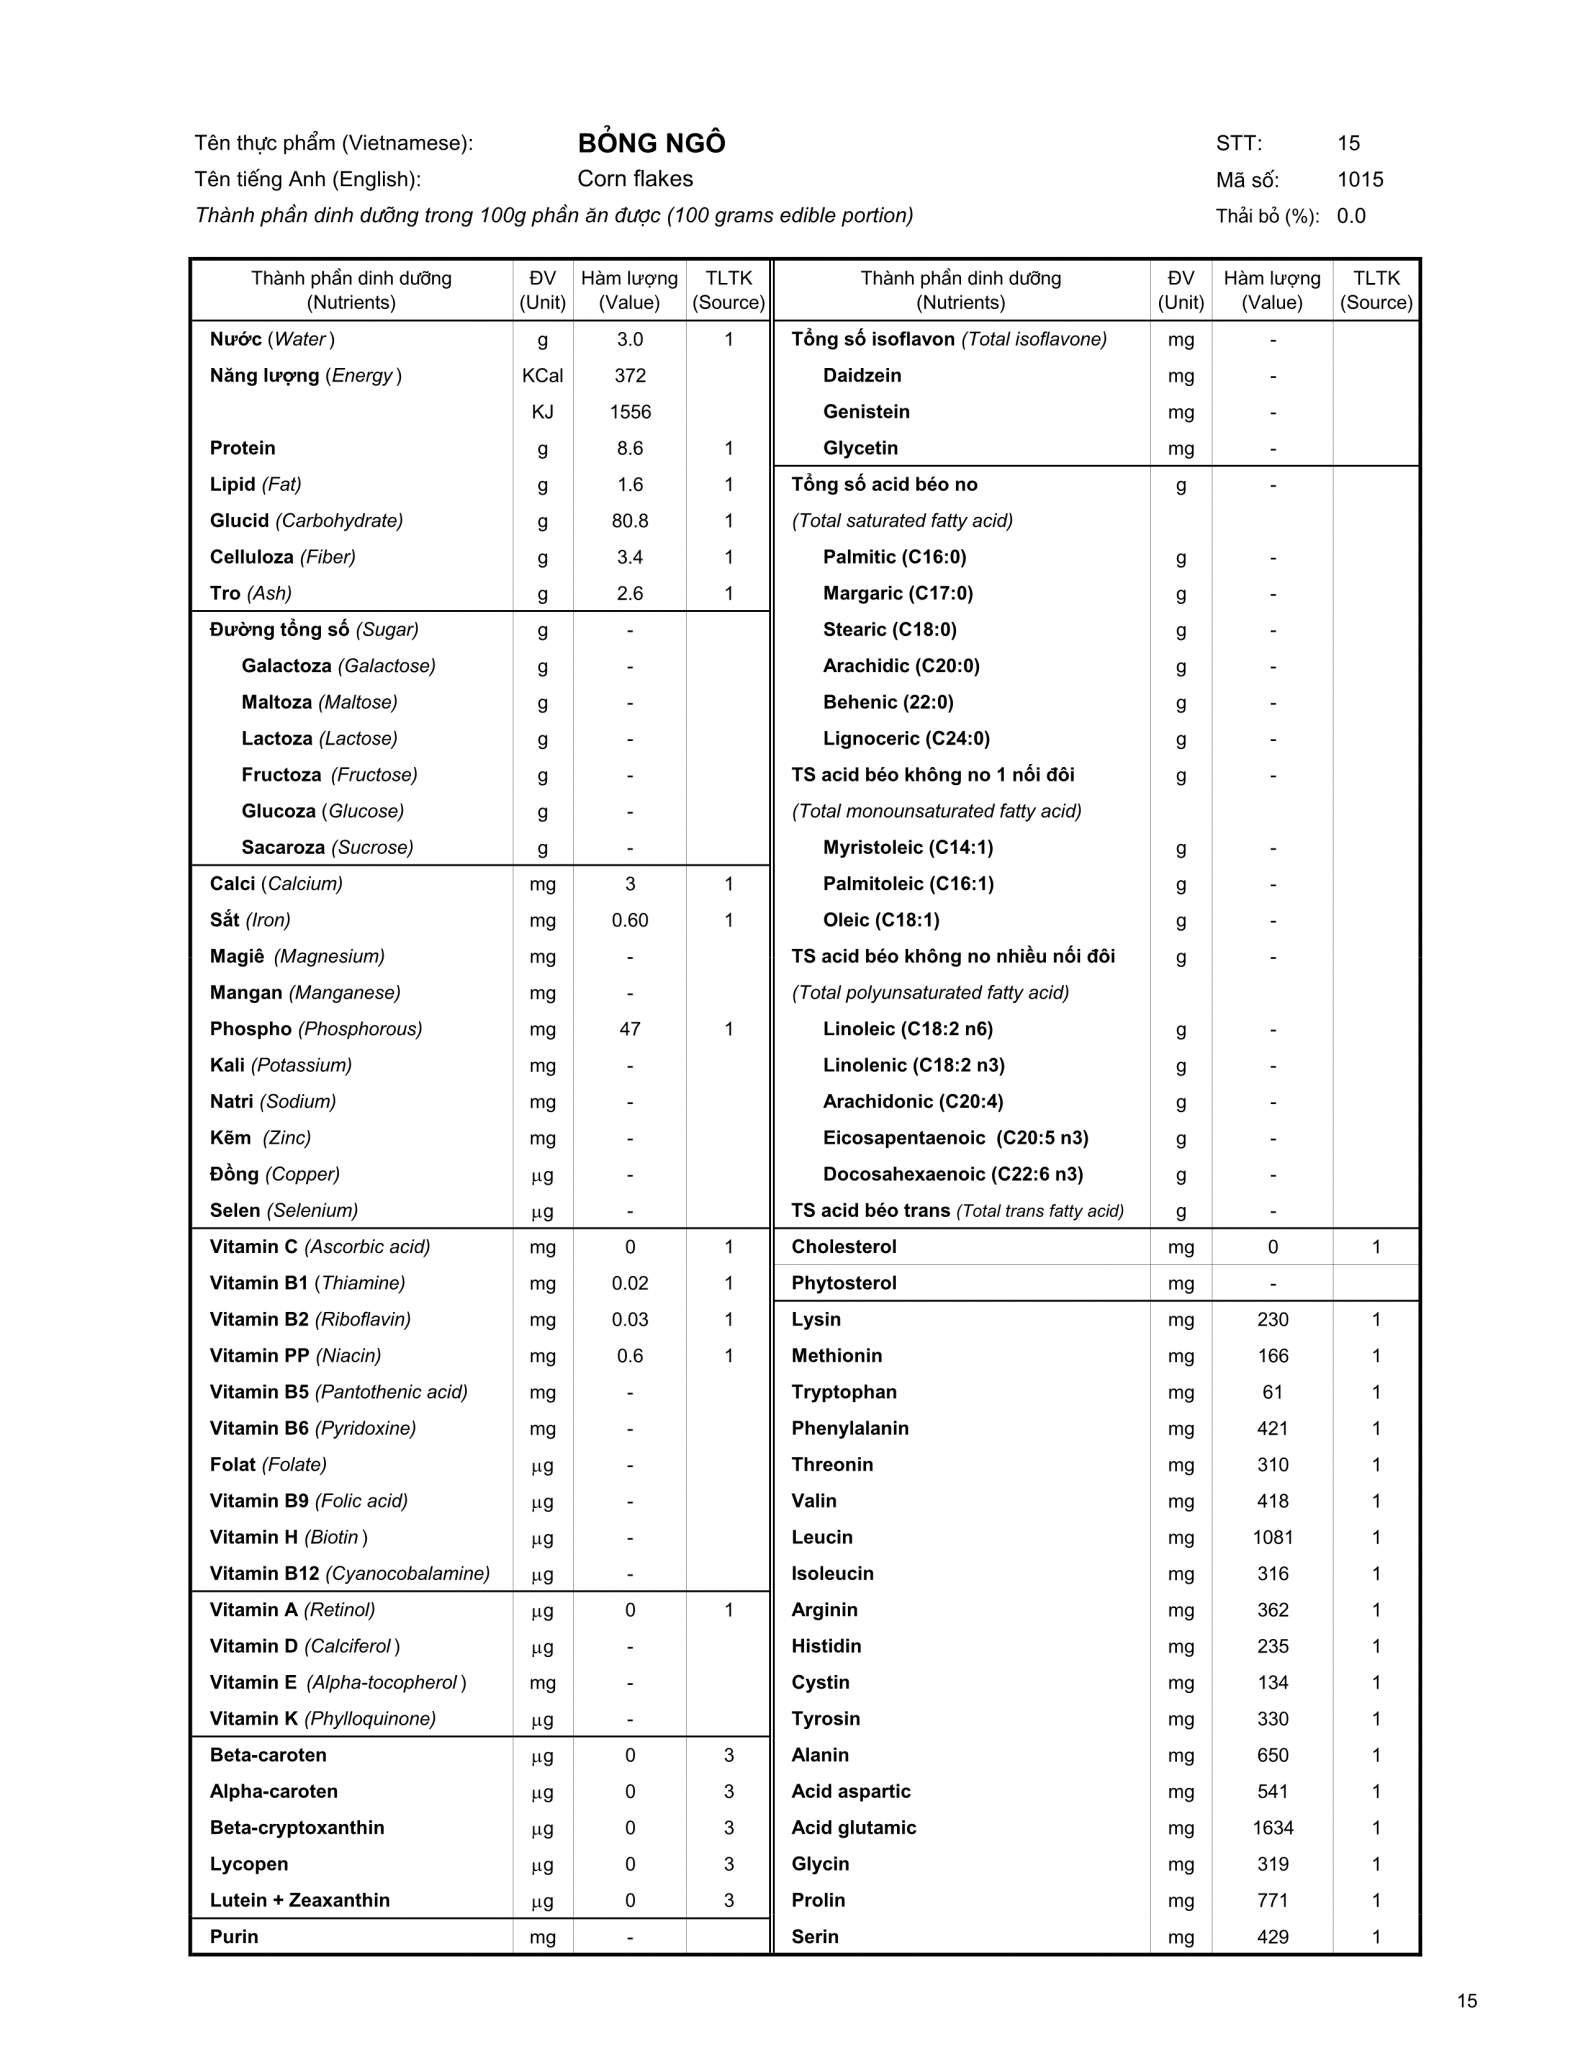 Tên thực phẩm (Vietnamese): BỎNG NGÔ STT: 15
Tên tiếng Anh (English): Corn flakes Mã số: 1015
Thành phần dinh dưỡng trong 100g phần ăn được (100 grams edible portion) Thải bỏ (%): 0.0
Thành phần dinh dưỡng ĐV Hàm lượng TLTK
(Nutrients) (Unit) (Value) (Source)
Nước (Water) g 3.0 1
Năng lượng (Energy) KCal 372
KJ 1556
Protein g 8.6 1
Lipid (Fat) g 1.6 1
Glucid (Carbohydrate) g 80.8 1
Celluloza (Fiber) g 3.4 1
Tro (Ash) g 2.6 1
Đường tổng số (Sugar) g -
Galactoza (Galactose) g -
Maltoza (Maltose) g -
Lactoza (Lactose) g -
Fructoza (Fructose) g -
Glucoza (Glucose) g -
Sacaroza (Sucrose) g -
Calci (Calcium) mg 3 1
Sắt (Iron) mg 0.60 1
Magiê (Magnesium) mg -
Mangan (Manganese) mg -
Phospho (Phosphorous) mg 47 1
Kali (Potassium) mg -
Natri (Sodium) mg -
Kẽm (Zinc) mg -
Đồng (Copper) μg -
Selen (Selenium) μg -
Vitamin C (Ascorbic acid) mg 0 1
Vitamin B1 (Thiamine) mg 0.02 1
Vitamin B2 (Riboflavin) mg 0.03 1
Vitamin PP (Niacin) mg 0.6 1
Vitamin B5 (Pantothenic acid) mg -
Vitamin B6 (Pyridoxine) mg -
Folat (Folate) μg -
Vitamin B9 (Folic acid) μg -
Vitamin H (Biotin) μg -
Vitamin B12 (Cyanocobalamine) μg -
Vitamin A (Retinol) μg 0 1
Vitamin D (Calciferol) μg -
Vitamin E (Alpha-tocopherol) mg -
Vitamin K (Phylloquinone) μg -
Beta-caroten μg 0 3
Alpha-caroten μg 0 3
Beta-cryptoxanthin μg 0 3
Lycopen μg 0 3
Lutein + Zeaxanthin μg 0 3
Purin mg -
Thành phần dinh dưỡng ĐV Hàm lượng TLTK
(Nutrients) (Unit) (Value) (Source)
Tổng số isoflavon (Total isoflavone) mg -
Daidzein mg -
Genistein mg -
Glycetin mg -
Tổng số acid béo no g -
(Total saturated fatty acid)
Palmitic (C16:0) g -
Margaric (C17:0) g -
Stearic (C18:0) g -
Arachidic (C20:0) g -
Behenic (22:0) g -
Lignoceric (C24:0) g -
TS acid béo không no 1 nối đôi g -
(Total monounsaturated fatty acid)
Myristoleic (C14:1) g -
Palmitoleic (C16:1) g -
Oleic (C18:1) g -
TS acid béo không no nhiều nối đôi g -
(Total polyunsaturated fatty acid)
Linoleic (C18:2 n6) g -
Linolenic (C18:2 n3) g -
Arachidonic (C20:4) g -
Eicosapentaenoic (C20:5 n3) g -
Docosahexaenoic (C22:6 n3) g -
TS acid béo trans (Total trans fatty acid) g -
Cholesterol mg 0 1
Phytosterol mg -
Lysin mg 230 1
Methionin mg 166 1
Tryptophan mg 61 1
Phenylalanin mg 421 1
Threonin mg 310 1
Valin mg 418 1
Leucin mg 1081 1
Isoleucin mg 316 1
Arginin mg 362 1
Histidin mg 235 1
Cystin mg 134 1
Tyrosin mg 330 1
Alanin mg 650 1
Acid aspartic mg 541 1
Acid glutamic mg 1634 1
Glycin mg 319 1
Prolin mg 771 1
Serin mg 429 1
15